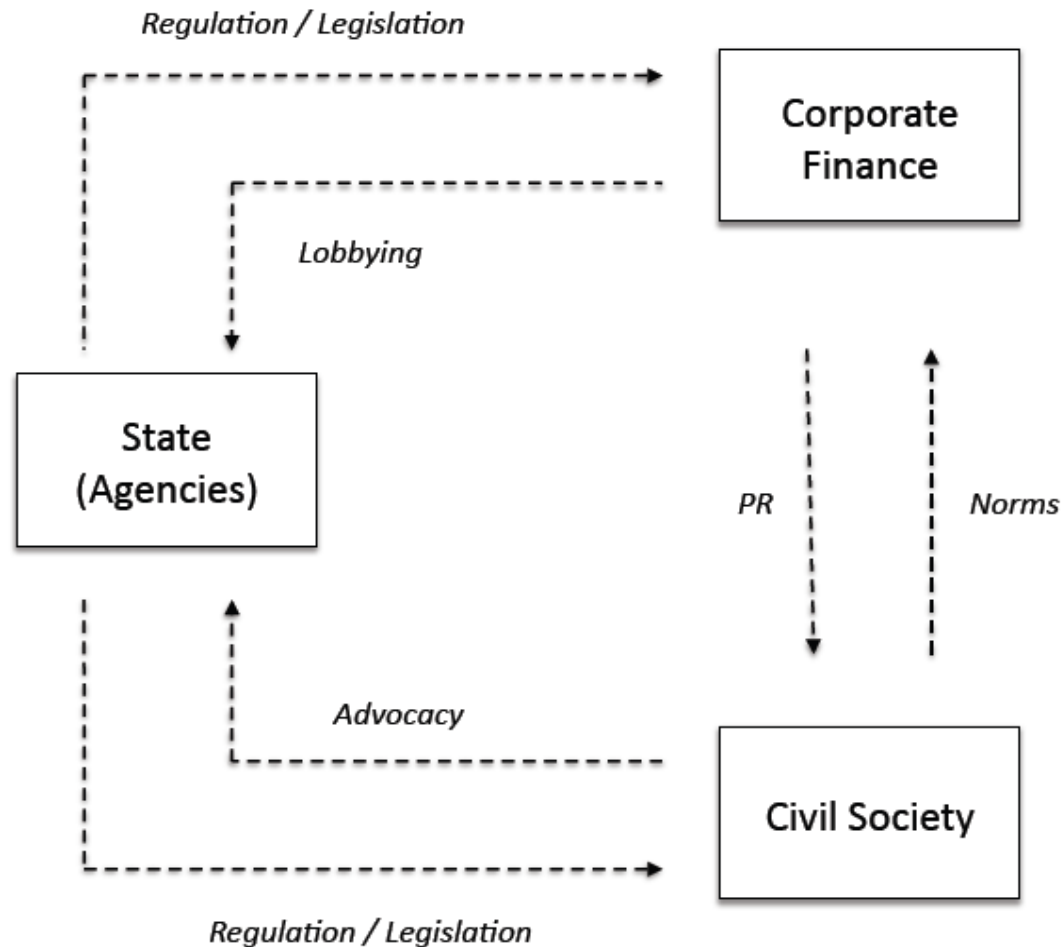 Regulation / Legislation
Corporate
Finance
Lobbying
State
(Agencies)
PR
Norms
Advocacy
Civil Society
Regulation / Legislation